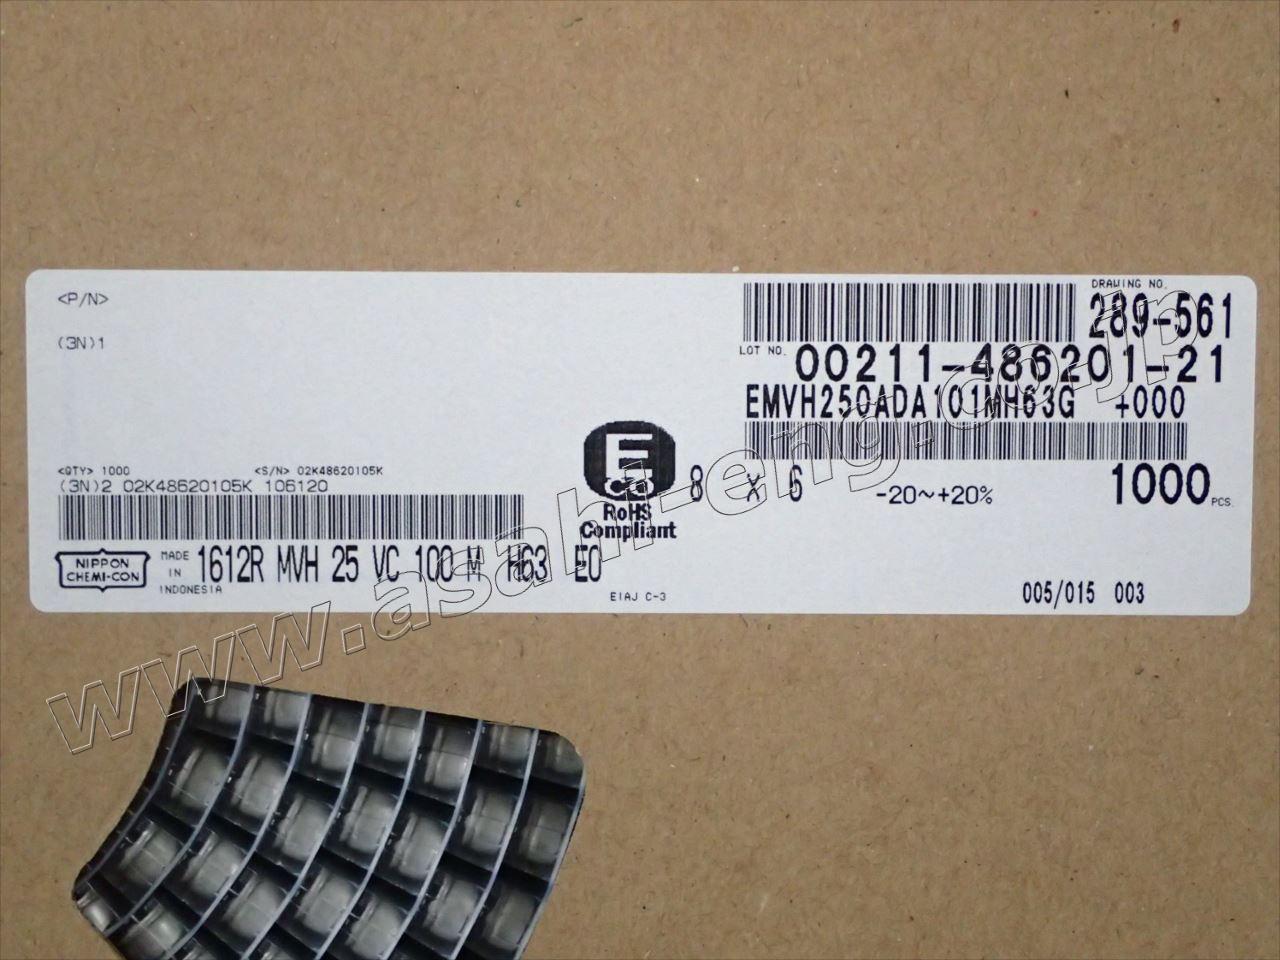 <P/N>
(3N)1
DRAWING NO.
289-561
LOT NO. 00211-486201-21
EMVH250ADA101MH63G +000
<QTY> 1000 <S/N> 02K48620105K
(3N)2 02K48620105K 106120
E
RoHS
Compliant
8 X 6 -20~+20% 1000 PCS.
NIPPON
CHEMI-CON
MADE
IN
INDONESIA
1612R MVH 25 VC 100 M H63 E0
EIAJ C-3
005/015 003
www.asahi-eng.co.jp